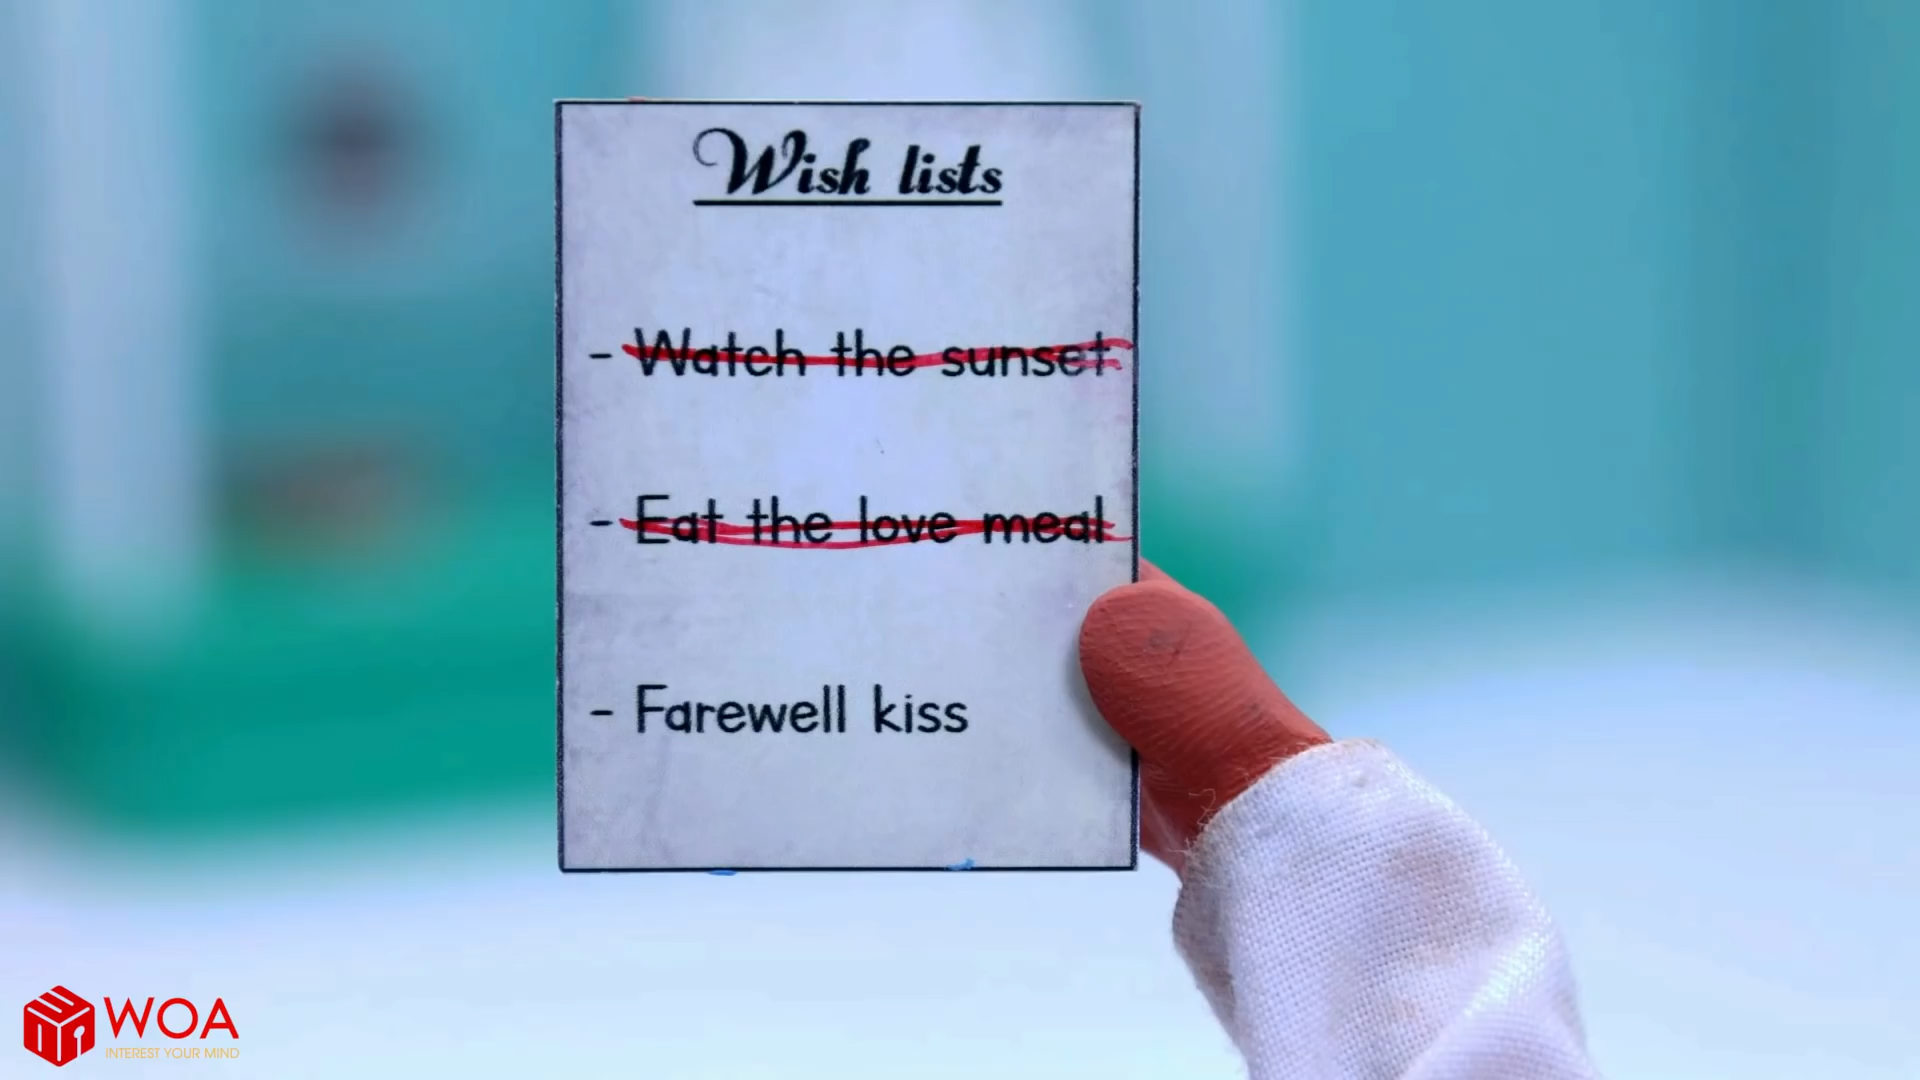 Wish lists
- Watch the sunset
- Eat the love meal
- Farewell kiss
WOA
INTEREST YOUR MIND